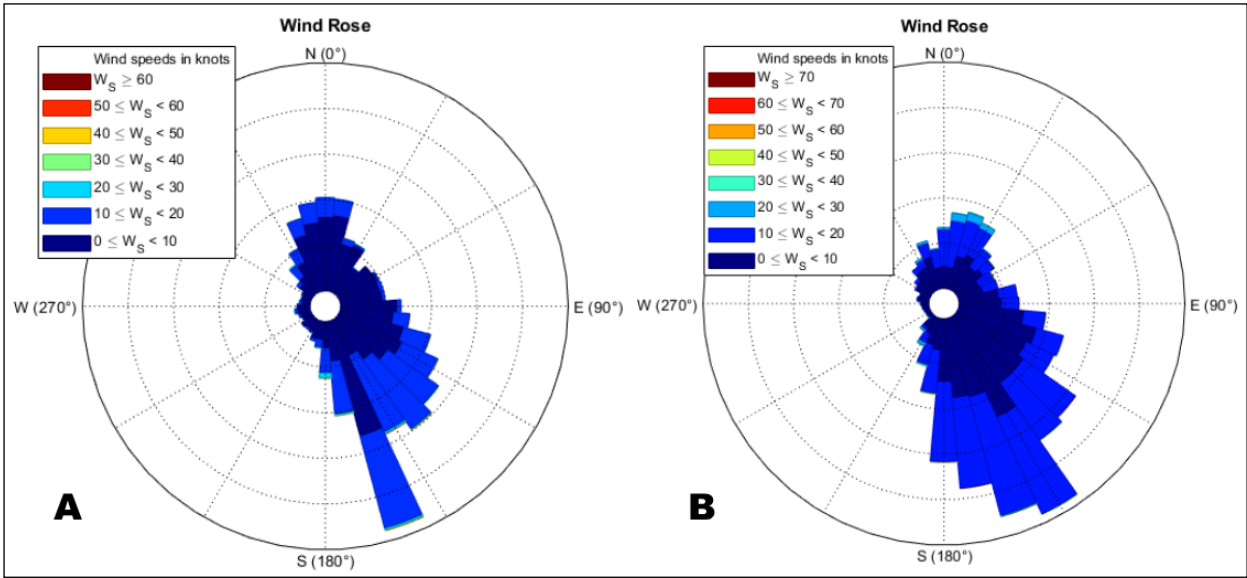 Wind Rose
N (0°)
Wind speeds in knots
W_S ≥ 60
50 ≤ W_S < 60
40 ≤ W_S < 50
30 ≤ W_S < 40
20 ≤ W_S < 30
10 ≤ W_S < 20
0 ≤ W_S < 10
W (270°)
E (90°)
S (180°)
A
Wind Rose
N (0°)
Wind speeds in knots
W_S ≥ 70
60 ≤ W_S < 70
50 ≤ W_S < 60
40 ≤ W_S < 50
30 ≤ W_S < 40
20 ≤ W_S < 30
10 ≤ W_S < 20
0 ≤ W_S < 10
W (270°)
E (90°)
S (180°)
B